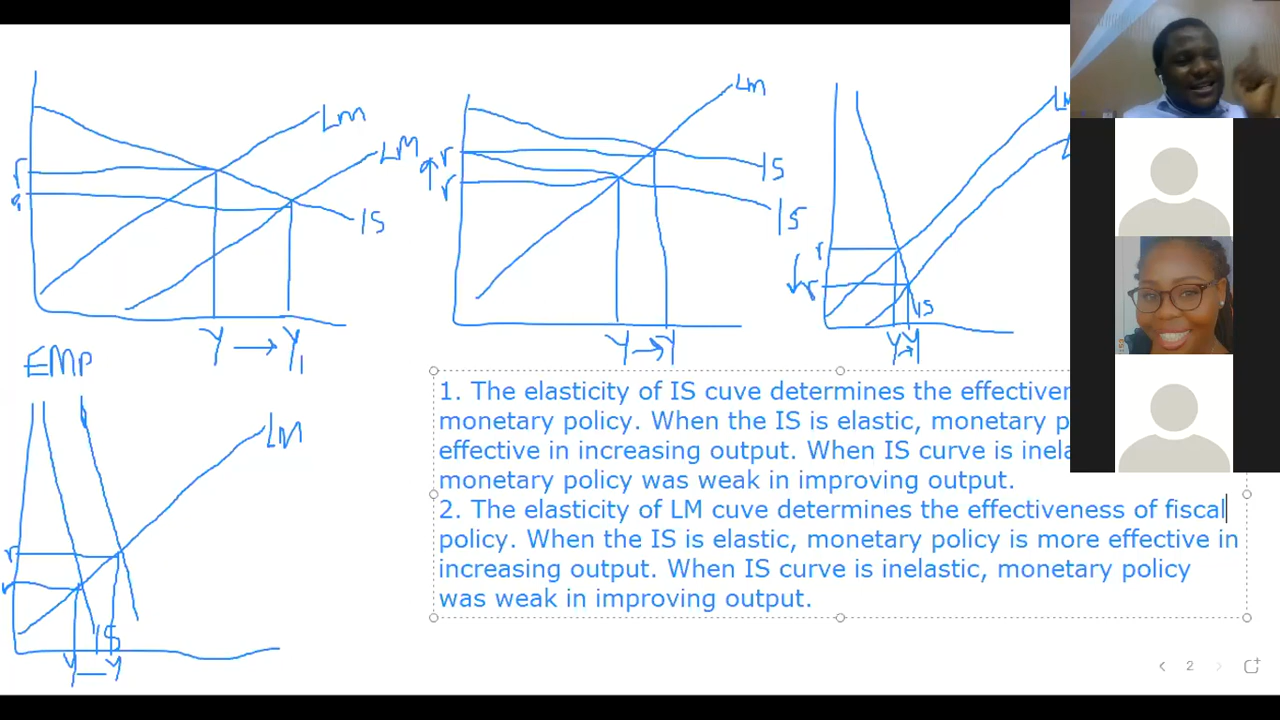 LM
LM
r
IS
Y → Y1
LM
r
r
IS
IS
Y → Y
r
r
IS
Y → Y
EMP
LM
r
r
IS
Y — Y
1. The elasticity of IS cuve determines the
monetary policy. When the IS is elastic, monetary
effective in increasing output. When IS curve is
monetary policy was weak in improving output.
2. The elasticity of LM cuve determines the effectiveness of fiscal
policy. When the IS is elastic, monetary policy is more effective in
increasing output. When IS curve is inelastic, monetary policy
was weak in improving output.
2